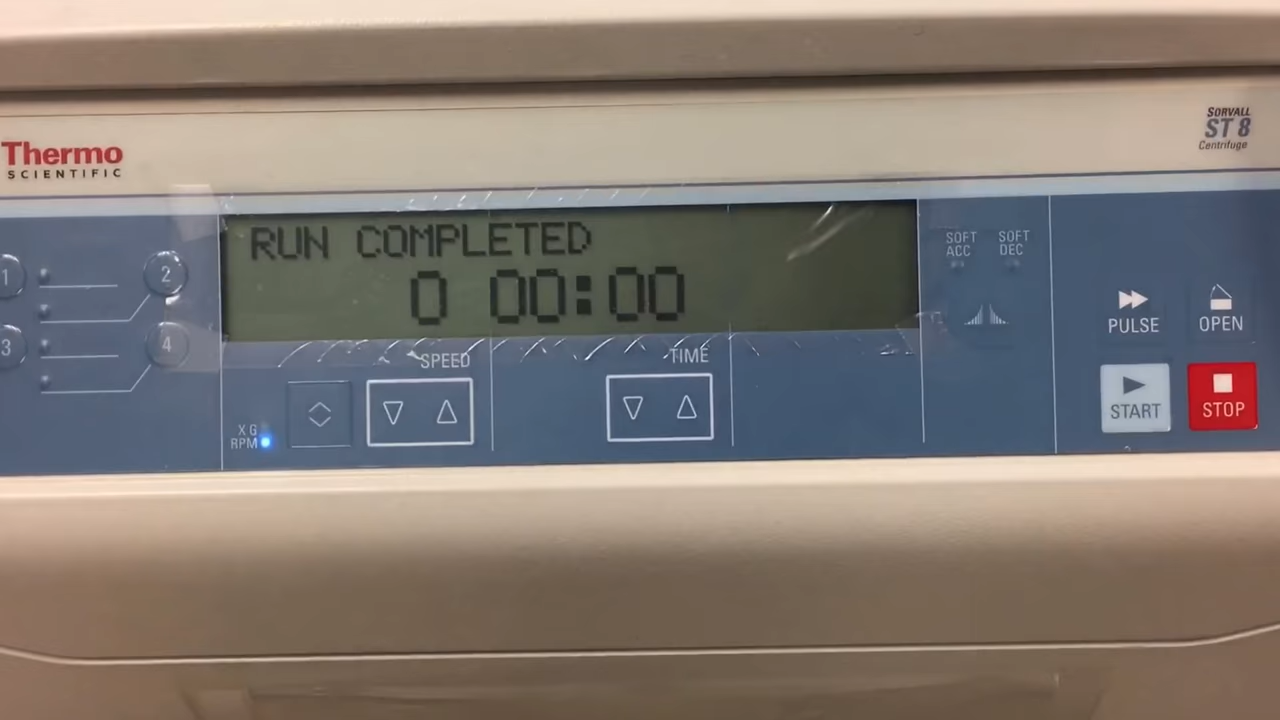 Thermo
SCIENTIFIC
SORVALL
ST 8
Centrifuge
RUN COMPLETED
0 00:00
1
2
3
4
SPEED
TIME
X G
RPM
SOFT
ACC
SOFT
DEC
PULSE
OPEN
START
STOP